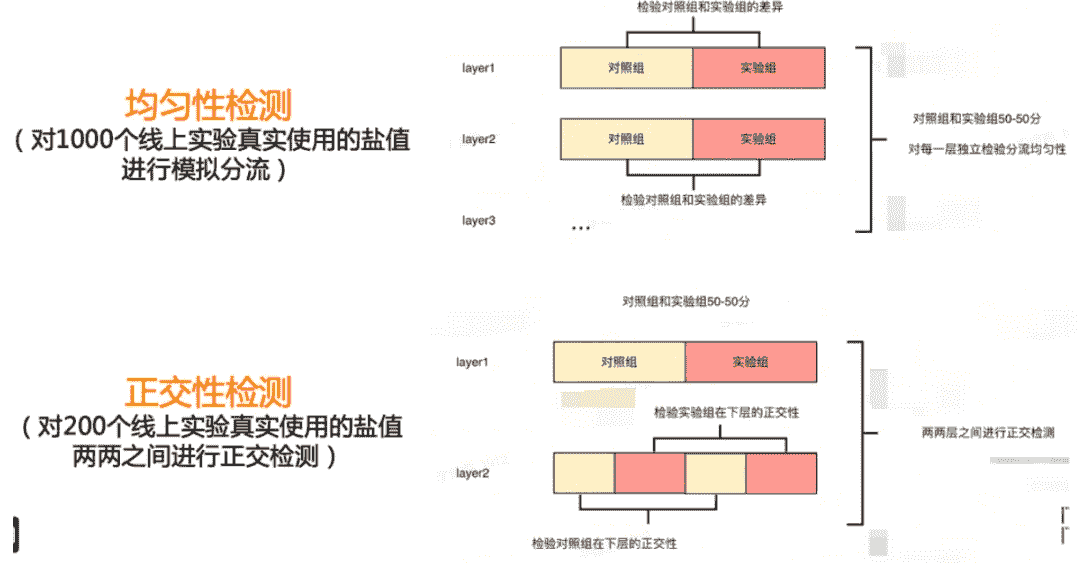 检验对照组和实验组的差异
layer1
对照组
实验组
均匀性检测
（对1000个线上实验真实使用的盐值
进行模拟分流）
layer2
对照组
实验组
对照组和实验组50-50分
对每一层独立检验分流均匀性
检验对照组和实验组的差异
layer3
...
对照组和实验组50-50分
layer1
对照组
实验组
正交性检测
（对200个线上实验真实使用的盐值
两两之间进行正交检测）
检验实验组在下层的正交性
两两层之间进行正交检测
layer2
检验对照组在下层的正交性